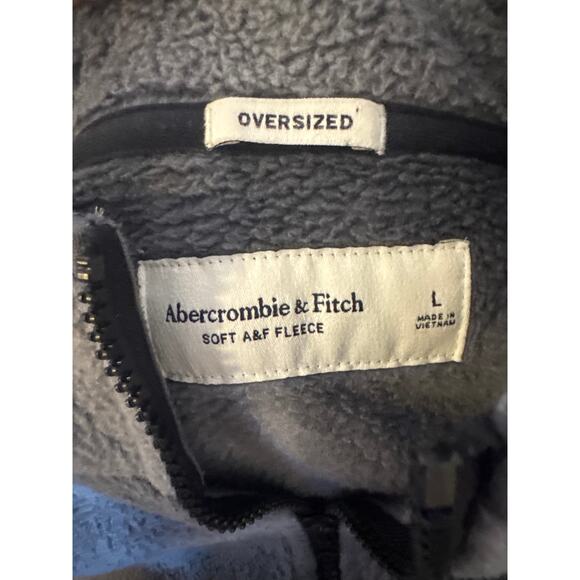 OVERSIZED
Abercrombie & Fitch
SOFT A&F FLEECE
L
MADE IN
VIETNAM